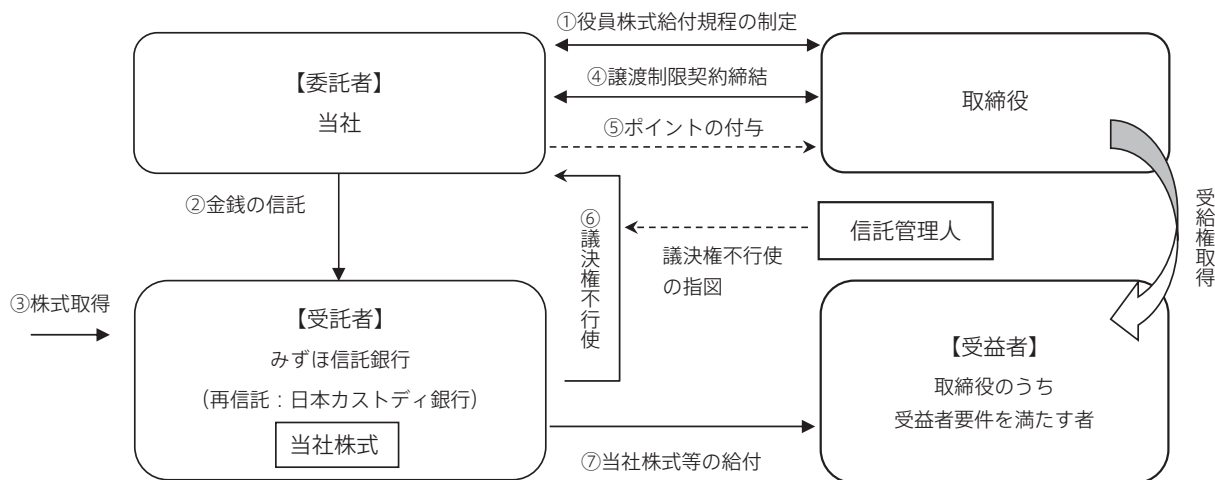 ①役員株式給付規程の制定
【委託者】
当社
④譲渡制限契約締結
取締役
⑤ポイントの付与
②金銭の信託
⑥議決権不行使
議決権不行使
の指図
信託管理人
受給権取得
③株式取得
【受託者】
みずほ信託銀行
（再信託：日本カストディ銀行）
当社株式
【受益者】
取締役のうち
受益者要件を満たす者
⑦当社株式等の給付